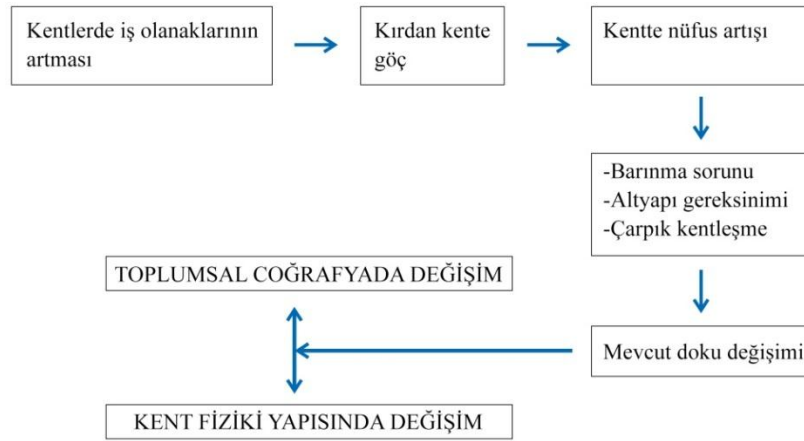 Kentlerde iş olanaklarının
artması
Kırdan kente
göç
Kentte nüfus artışı
-Barınma sorunu
-Altyapı gereksinimi
-Çarpık kentleşme
Mevcut doku değişimi
TOPLUMSAL COĞRAFYADA DEĞİŞİM
KENT FİZİKİ YAPISINDA DEĞİŞİM